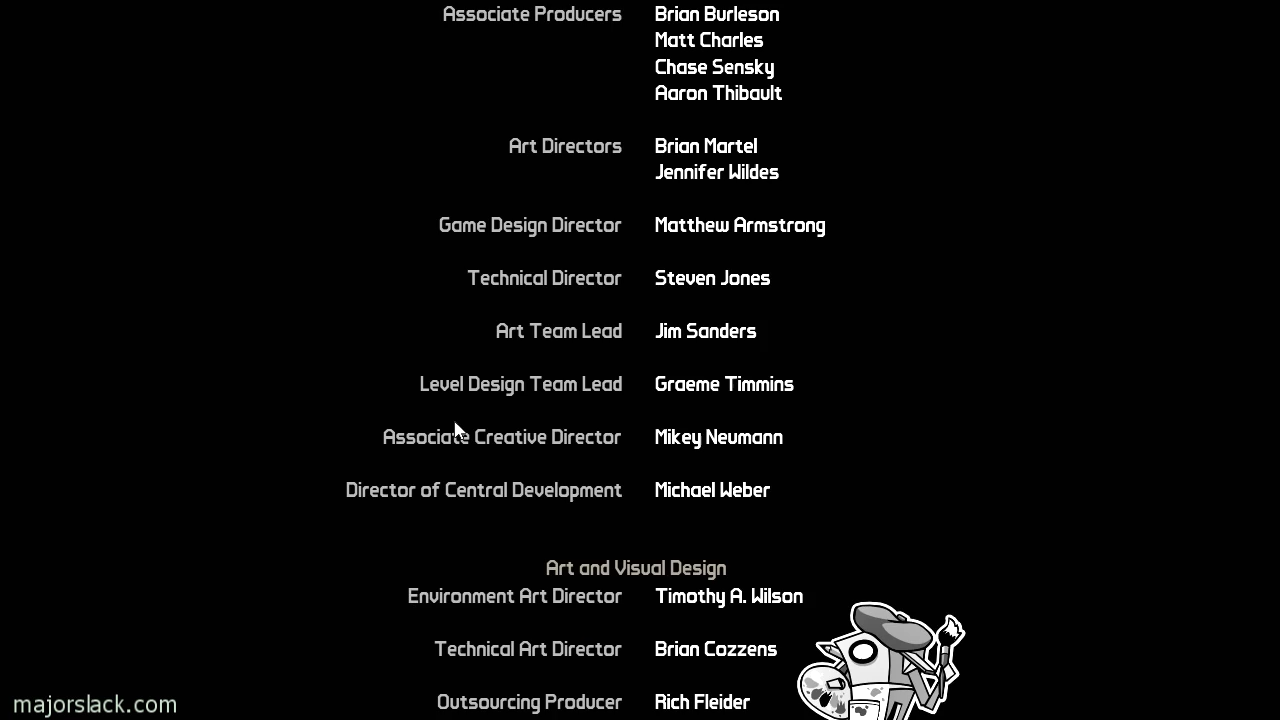 Associate Producers Brian Burleson
Matt Charles
Chase Sensky
Aaron Thibault
Art Directors Brian Martel
Jennifer Wildes
Game Design Director Matthew Armstrong
Technical Director Steven Jones
Art Team Lead Jim Sanders
Level Design Team Lead Graeme Timmins
Associate Creative Director Mikey Neumann
Director of Central Development Michael Weber
Art and Visual Design
Environment Art Director Timothy A. Wilson
Technical Art Director Brian Cozzens
Outsourcing Producer Rich Fleider
majorslack.com